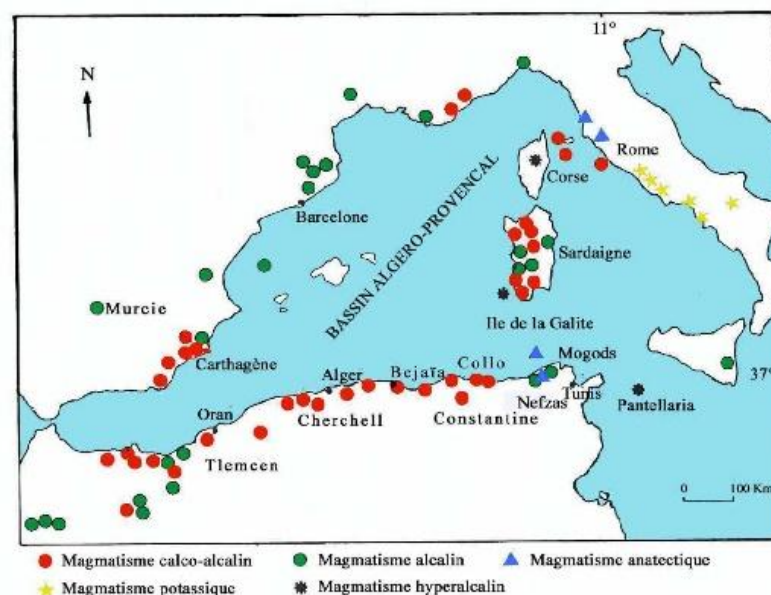 11°
N
Rome
Corse
Barcelone
BASSIN ALGERO-PROVENCAL
Sardaigne
Murcie
Ile de la Galite
Carthagène
Mogods
Alger
Bejaïa
Collo
37°
Oran
Cherchell
Constantine
Nefzas
Tunis
Pantellaria
Tlemcen
0 100 Km
Magmatisme calco-alcalin
Magmatisme alcalin
Magmatisme anatectique
Magmatisme potassique
Magmatisme hyperalcalin